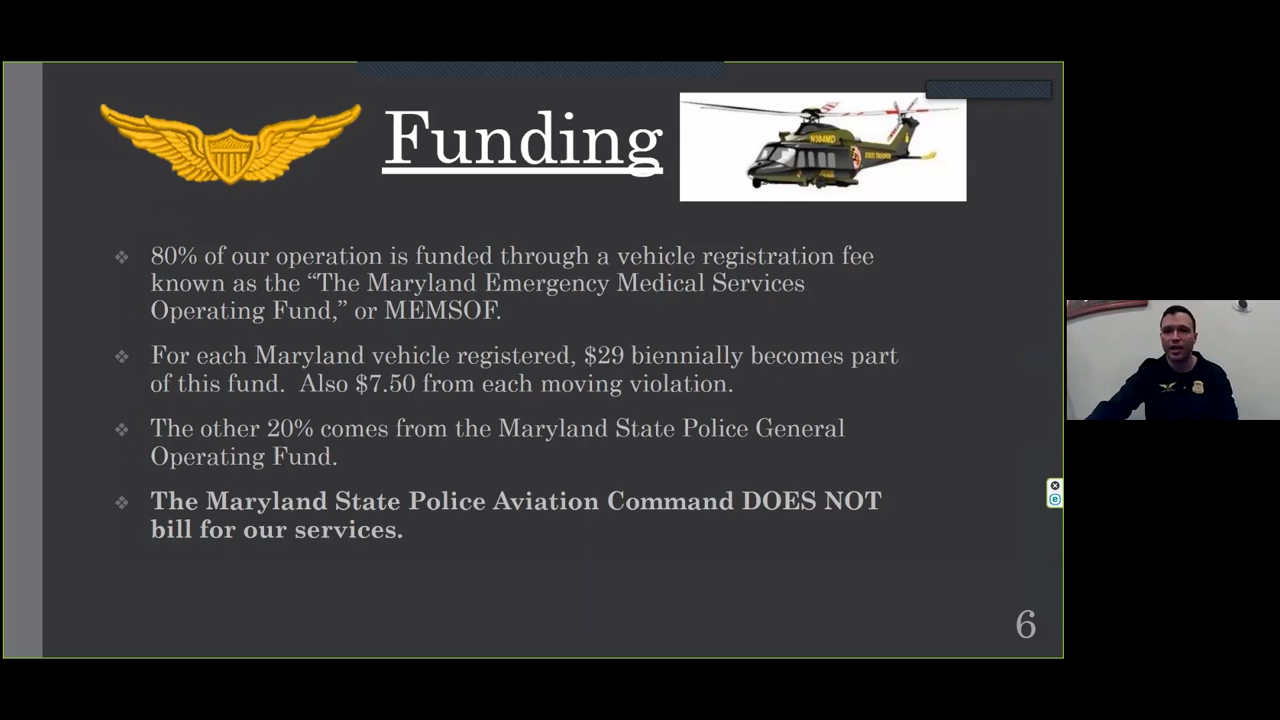 Funding
N304MD
STATE TROOPER
❖ 80% of our operation is funded through a vehicle registration fee
known as the “The Maryland Emergency Medical Services
Operating Fund,” or MEMSOF.
❖ For each Maryland vehicle registered, $29 biennially becomes part
of this fund.  Also $7.50 from each moving violation.
❖ The other 20% comes from the Maryland State Police General
Operating Fund.
❖ The Maryland State Police Aviation Command DOES NOT
bill for our services.
6